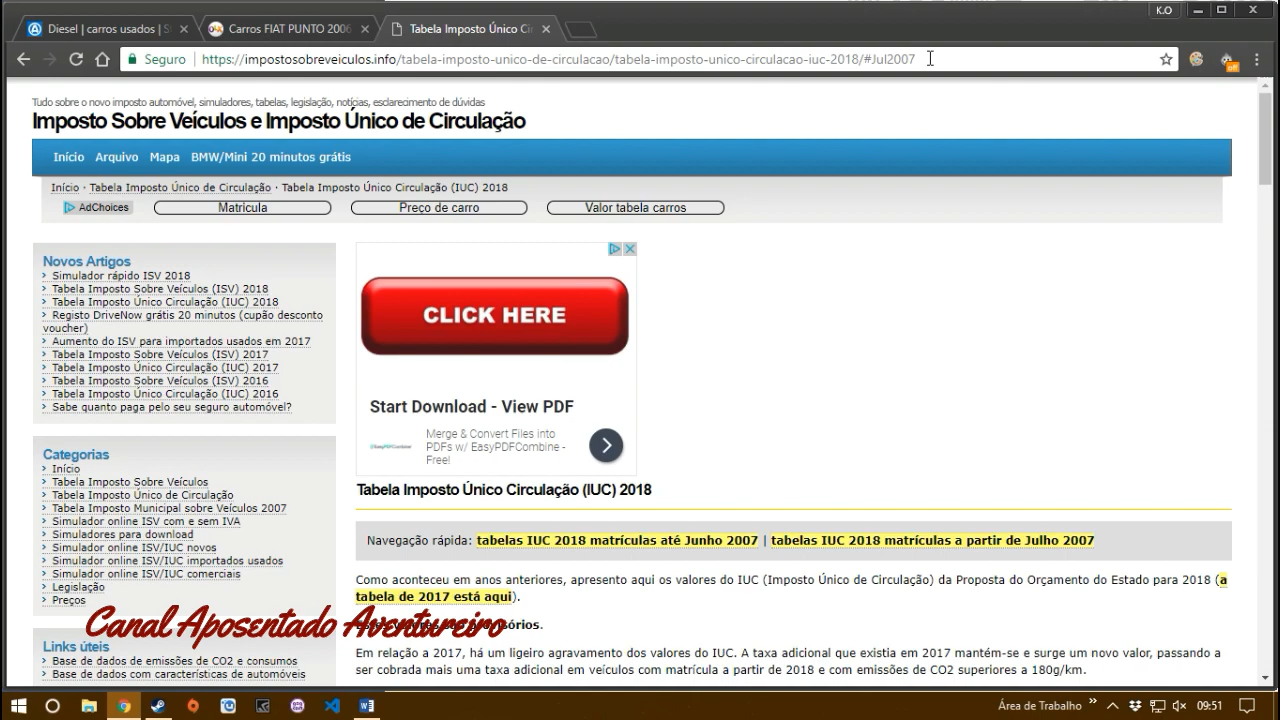 K.O
Diesel | carros usados | S
Carros FIAT PUNTO 2006
Tabela Imposto Único Ci
Seguro
https://impostosobreveiculos.info/tabela-imposto-unico-de-circulacao/tabela-imposto-unico-circulacao-iuc-2018/#Jul2007
off
Tudo sobre o novo imposto automóvel, simuladores, tabelas, legislação, notícias, esclarecimento de dúvidas
Imposto Sobre Veículos e Imposto Único de Circulação
Início Arquivo Mapa BMW/Mini 20 minutos grátis
Início · Tabela Imposto Único de Circulação · Tabela Imposto Único Circulação (IUC) 2018
AdChoices
Matricula
Preço de carro
Valor tabela carros
Novos Artigos
Simulador rápido ISV 2018
Tabela Imposto Sobre Veículos (ISV) 2018
Tabela Imposto Único Circulação (IUC) 2018
Registo DriveNow grátis 20 minutos (cupão desconto
voucher)
Aumento do ISV para importados usados em 2017
Tabela Imposto Sobre Veículos (ISV) 2017
Tabela Imposto Único Circulação (IUC) 2017
Tabela Imposto Sobre Veículos (ISV) 2016
Tabela Imposto Único Circulação (IUC) 2016
Sabe quanto paga pelo seu seguro automóvel?
Categorias
Início
Tabela Imposto Sobre Veículos
Tabela Imposto Único de Circulação
Tabela Imposto Municipal sobre Veículos 2007
Simulador online ISV com e sem IVA
Simuladores para download
Simulador online ISV/IUC novos
Simulador online ISV/IUC importados usados
Simulador online ISV/IUC comerciais
Legislação
Preços
Links úteis
Base de dados de emissões de CO2 e consumos
Base de dados com características de automóveis
CLICK HERE
Start Download - View PDF
EasyPDFCombine
Merge & Convert Files into
PDFs w/ EasyPDFCombine -
Free!
Tabela Imposto Único Circulação (IUC) 2018
Navegação rápida: tabelas IUC 2018 matrículas até Junho 2007 | tabelas IUC 2018 matrículas a partir de Julho 2007
Como aconteceu em anos anteriores, apresento aqui os valores do IUC (Imposto Único de Circulação) da Proposta do Orçamento do Estado para 2018 (a
tabela de 2017 está aqui).
provisórios.
Em relação a 2017, há um ligeiro agravamento dos valores do IUC. A taxa adicional que existia em 2017 mantém-se e surge um novo valor, passando a
ser cobrada mais uma taxa adicional em veículos com matrícula a partir de 2018 e com emissões de CO2 superiores a 180g/km.
Canal Aposentado Aventureiro
Área de Trabalho
09:51